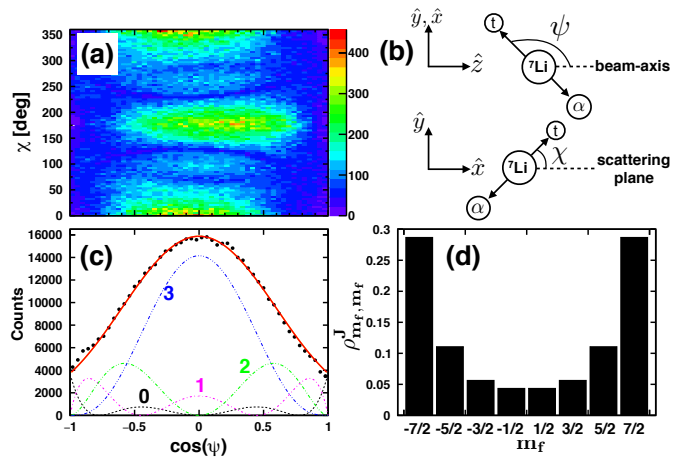 (a)
χ [deg]
350
300
250
200
150
100
50
0
400
300
200
100
0
(b)
ŷ, x̂
ẑ
t
ψ
⁷Li
beam-axis
α
ŷ
x̂
t
⁷Li
χ
scattering
plane
α
(c)
Counts
16000
14000
12000
10000
8000
6000
4000
2000
0
3
2
1
0
−1 −0.5 0 0.5 1
cos(ψ)
(d)
ρᴶ m_f,m_f
0.3
0.25
0.2
0.15
0.1
0.05
0
-7/2 -5/2 -3/2 -1/2 1/2 3/2 5/2 7/2
m_f